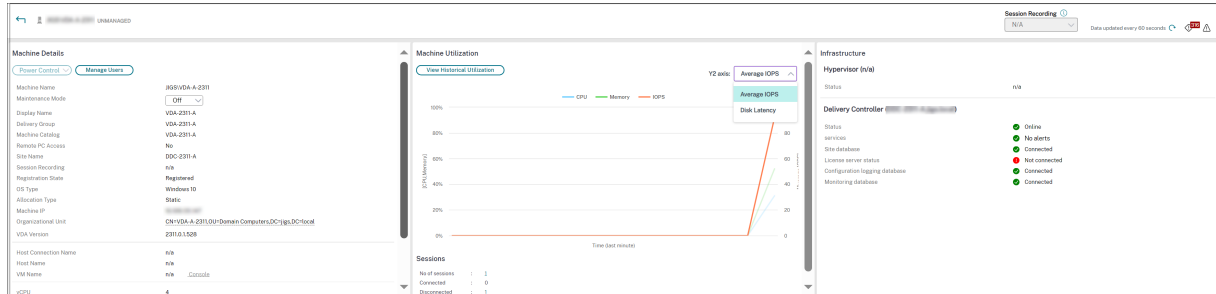 UNMANAGED
Session Recording
N/A
Data updated every 60 seconds
316
Machine Details
Power Control
Manage Users
Machine Name JIGS\VDA-A-2311
Maintenence Mode Off
Display Name VDA-2311-A
Delivery Group VDA-2311-A
Machine Catalog VDA-2311-A
Remote PC Access No
Site Name DDC-2311-A
Session Recording n/a
Registration State Registered
OS Type Windows 10
Allocation Type Static
Machine IP
Organizational Unit CN=VDA-A-2311,OU=Domain Computers,DC=jigs,DC=local
VDA Version 2311.0.1.528
Host Connection Name n/a
Host Name n/a
VM Name n/a Console
vCPU 4
Machine Utilization
View Historical Utilization
Y2 axis: Average IOPS
Average IOPS
Disk Latency
CPU Memory IOPS
100%
80% 80
60% 60
40% 40
20% 20
0% 0
(CPU,Memory)
Time (last minute)
Sessions
No of sessions : 1
Connected : 0
Disconnected : 1
Infrastructure
Hypervisor (n/a)
Status n/a
Delivery Controller
Status Online
services No alerts
Site database Connected
License server status Not connected
Configuration logging database Connected
Monitoring database Connected